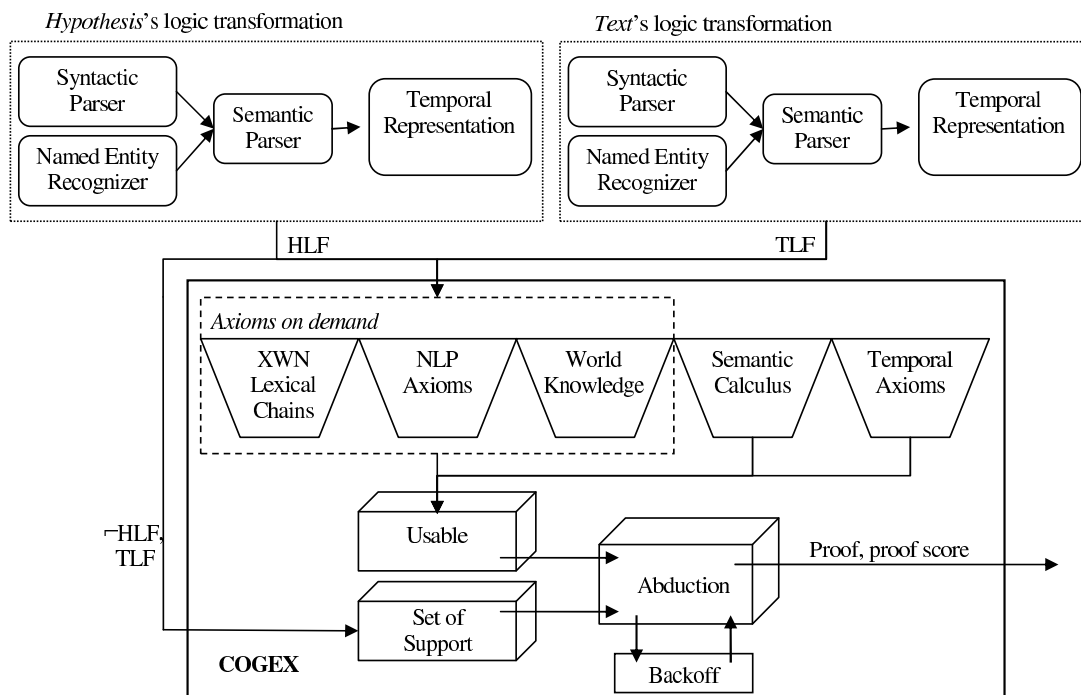 Hypothesis's logic transformation
Text's logic transformation
Syntactic
Parser
Named Entity
Recognizer
Semantic
Parser
Temporal
Representation
Syntactic
Parser
Named Entity
Recognizer
Semantic
Parser
Temporal
Representation
HLF
TLF
Axioms on demand
XWN
Lexical
Chains
NLP
Axioms
World
Knowledge
Semantic
Calculus
Temporal
Axioms
¬HLF,
TLF
Usable
Set of
Support
Abduction
Proof, proof score
Backoff
COGEX